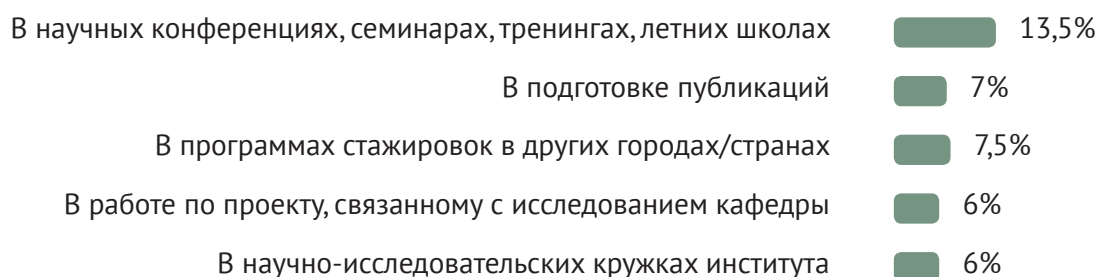 В научных конференциях, семинарах, тренингах, летних школах 13,5%
В подготовке публикаций 7%
В программах стажировок в других городах/странах 7,5%
В работе по проекту, связанному с исследованием кафедры 6%
В научно-исследовательских кружках института 6%